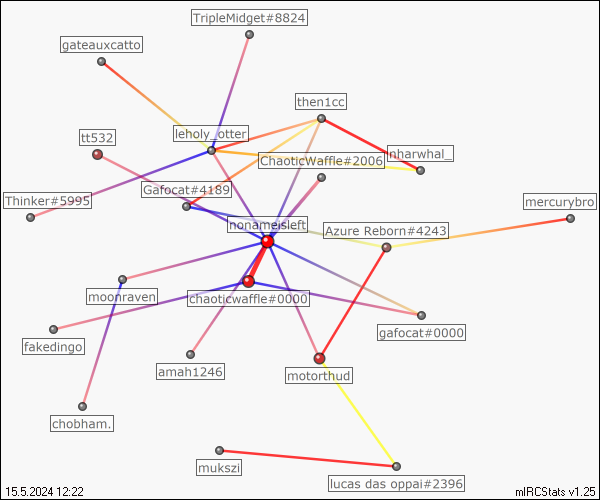 TripleMidget#8824
gateauxcatto
then1cc
leholy_otter
tt532
nharwhal_
ChaoticWaffle#2006
Gafocat#4189
Thinker#5995
mercurybro
nonameisleft
Azure Reborn#4243
moonraven
chaoticwaffle#0000
gafocat#0000
fakedingo
amah1246
motorthud
chobham.
mukszi
lucas das oppai#2396
15.5.2024 12:22
mIRCStats v1.25